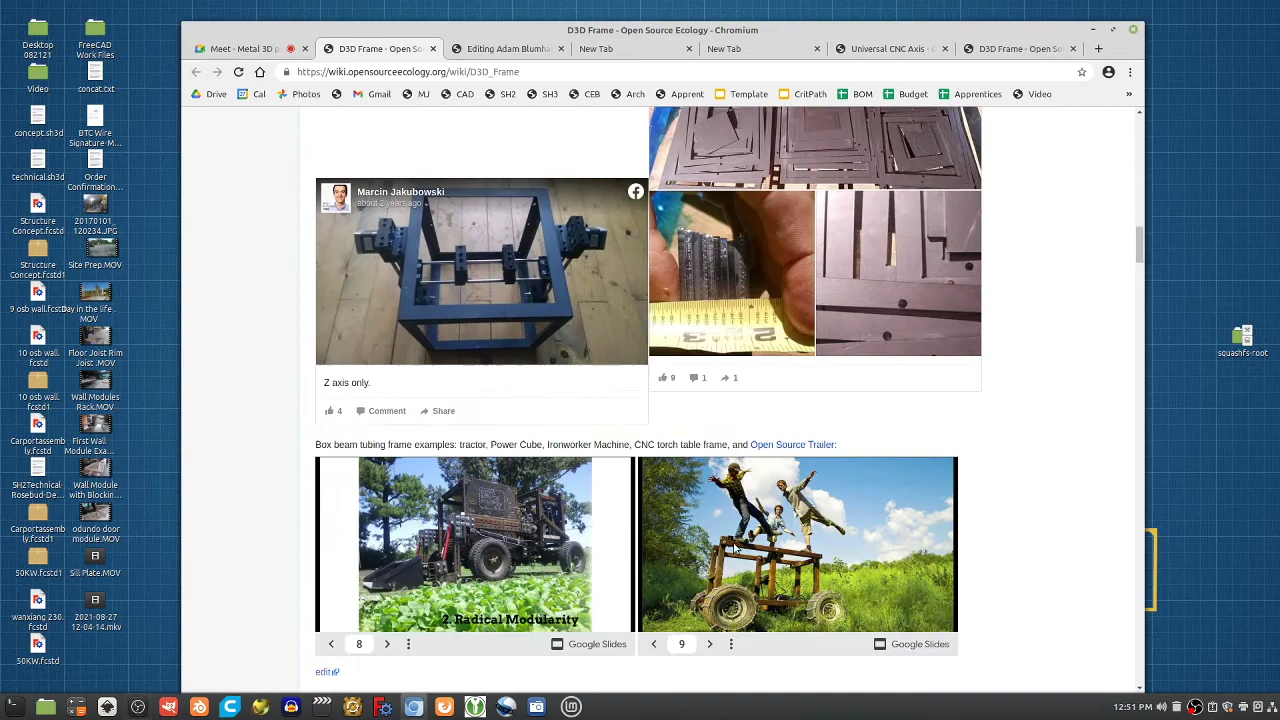 D3D Frame - Open Source Ecology - Chromium
Meet - Metal 3D p
D3D Frame - Open So
Editing Adam Blumha
New Tab
New Tab
Universal CNC Axis - O
D3D Frame - Open So
https://wiki.opensourceecology.org/wiki/D3D_Frame
Drive
Cal
Photos
Gmail
MJ
CAD
SH2
SH3
CEB
Arch
Apprent
Template
CritPath
BOM
Budget
Apprentices
Video
»
Desktop
082121
FreeCAD
Work Files
Video
concat.txt
concept.sh3d
BTC Wire
Signature-M...
technical.sh3d
Order
Confirmation...
Structure
Concept.fcstd
20170101_
120234.JPG
Structure
Concept.fcstd1
Site Prep.MOV
9 osb wall.fcstd
Day in the life .
MOV
10 osb wall.
fcstd
Floor Joist Rim
Joist .MOV
10 osb wall.
fcstd1
Wall Modules
Rack.MOV
Carportassem
bly.fcstd
First Wall
Module Exa...
SH2Technical-
Rosebud-De...
Wall Module
with Blockin...
Carportassemb
ly.fcstd1
odundo door
module.MOV
50KW.fcstd1
Sill Plate.MOV
wanxiang 230.
fcstd
2021-08-27
12-04-14.mkv
50KW.fcstd
squashfs-root
Marcin Jakubowski
about 2 years ago
Z axis only.
4 Comment Share
2
9 1 1
Box beam tubing frame examples: tractor, Power Cube, Ironworker Machine, CNC torch table frame, and Open Source Trailer:
2. Radical Modularity
8 Google Slides
9 Google Slides
edit
12:51 PM